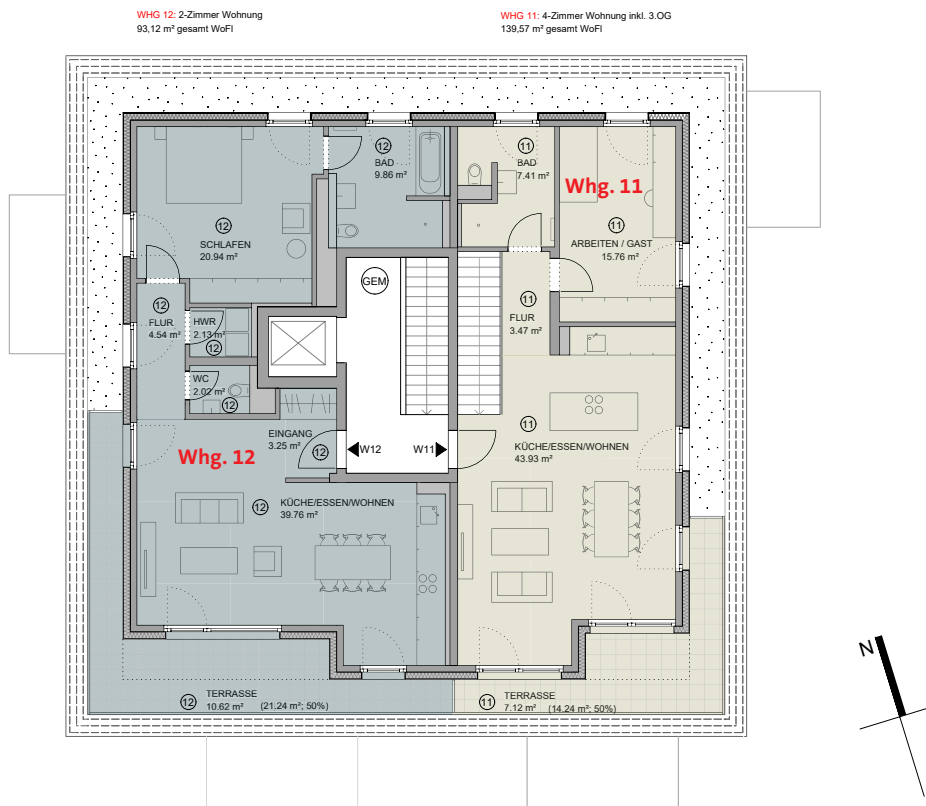 WHG 12: 2-Zimmer Wohnung
93,12 m² gesamt WoFl
WHG 11: 4-Zimmer Wohnung inkl. 3.OG
139,57 m² gesamt WoFl
12
BAD
9.86 m²
11
BAD
7.41 m²
Whg. 11
12
SCHLAFEN
20.94 m²
11
ARBEITEN / GAST
15.76 m²
GEM
12
FLUR
4.54 m²
HWR
2.13 m²
12
11
FLUR
3.47 m²
WC
2.02 m²
12
EINGANG
3.25 m²
12
W12
W11
11
KÜCHE/ESSEN/WOHNEN
43.93 m²
Whg. 12
12
KÜCHE/ESSEN/WOHNEN
39.76 m²
N
12
TERRASSE
10.62 m² (21.24 m²; 50%)
11
TERRASSE
7.12 m² (14.24 m²; 50%)